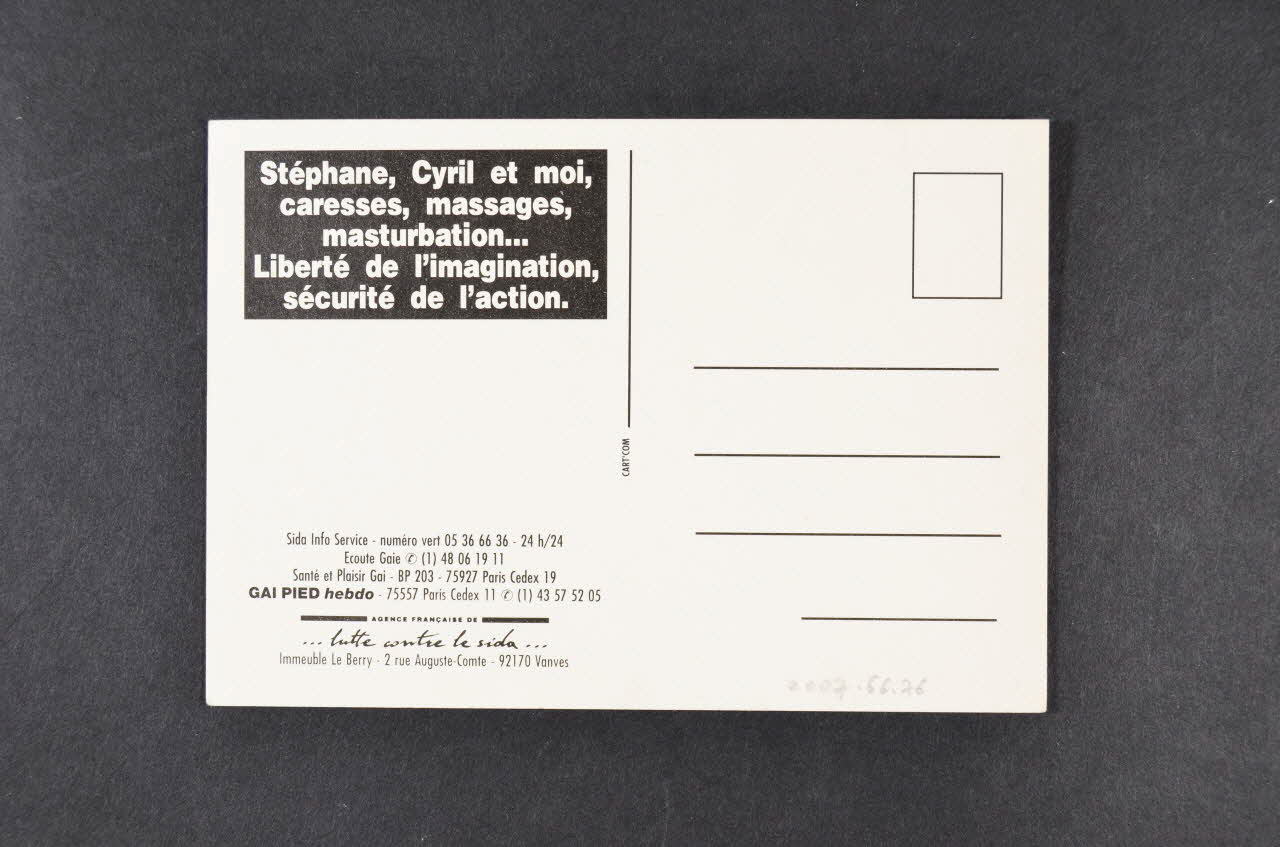 Stéphane, Cyril et moi,
caresses, massages,
masturbation...
Liberté de l'imagination,
sécurité de l'action.
CART'COM
Sida Info Service - numéro vert 05 36 66 36 - 24 h/24
Ecoute Gaie ✆ (1) 48 06 19 11
Santé et Plaisir Gai - BP 203 - 75927 Paris Cedex 19
GAI PIED hebdo - 75557 Paris Cedex 11 ✆ (1) 43 57 52 05
AGENCE FRANÇAISE DE
... lutte contre le sida ...
Immeuble Le Berry - 2 rue Auguste-Comte - 92170 Vanves
2007.56.76